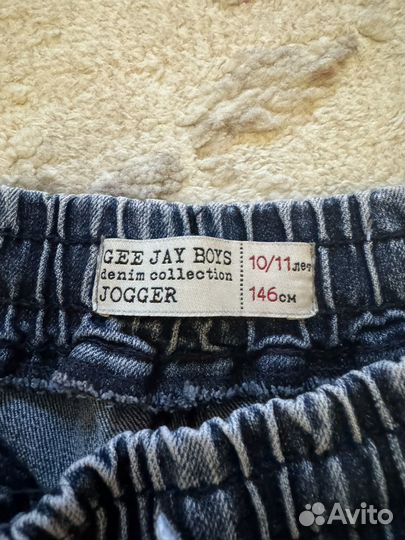 GEE JAY BOYS
denim collection
JOGGER
10/11 лет
146 см
Avito